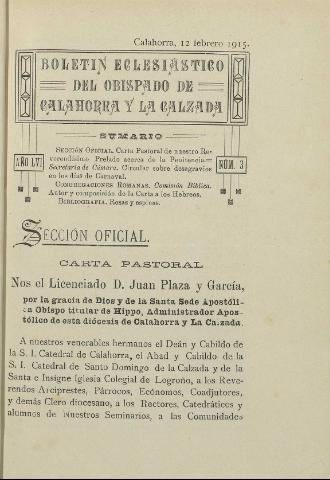 Calahorra, 12 febrero 1915.
BOLETIN ECLESIÁSTICO
DEL OBISPADO DE
CALAHORRA Y LA CALZADA
SUMARIO
AÑO LVI
NÚM. 3
SECCIÓN OFICIAL. Carta Pastoral de nuestro Re-
verendísimo Prelado acerca de la Penitencia.—
Secretaría de Cámara. Circular sobre desagravios
en los días de Carnaval.
CONGREGACIONES ROMANAS. Comisión Bíblica.
Autor y composición de la Carta a los Hebreos.
BIBLIOGRAFIA. Rosas y espinas.
SECCIÓN OFICIAL.
CARTA PASTORAL
Nos el Licenciado D. Juan Plaza y García,
por la gracia de Dios y de la Santa Sede Apostóli-
ca Obispo titular de Hippo, Administrador Apos-
tólico de esta diócesis de Calahorra y La Calzada.
A nuestros venerables hermanos el Deán y Cabildo de
la S. I. Catedral de Calahorra, el Abad y Cabildo de la
S. I. Catedral de Santo Domingo de la Calzada y de la
Santa e Insigne Iglesia Colegial de Logroño, a los Reve-
rendos Arciprestes, Párrocos, Ecónomos, Coadjutores,
y demás Clero diocesano, a los Rectores, Catedráticos y
alumnos de Nuestros Seminarios, a las Comunidades